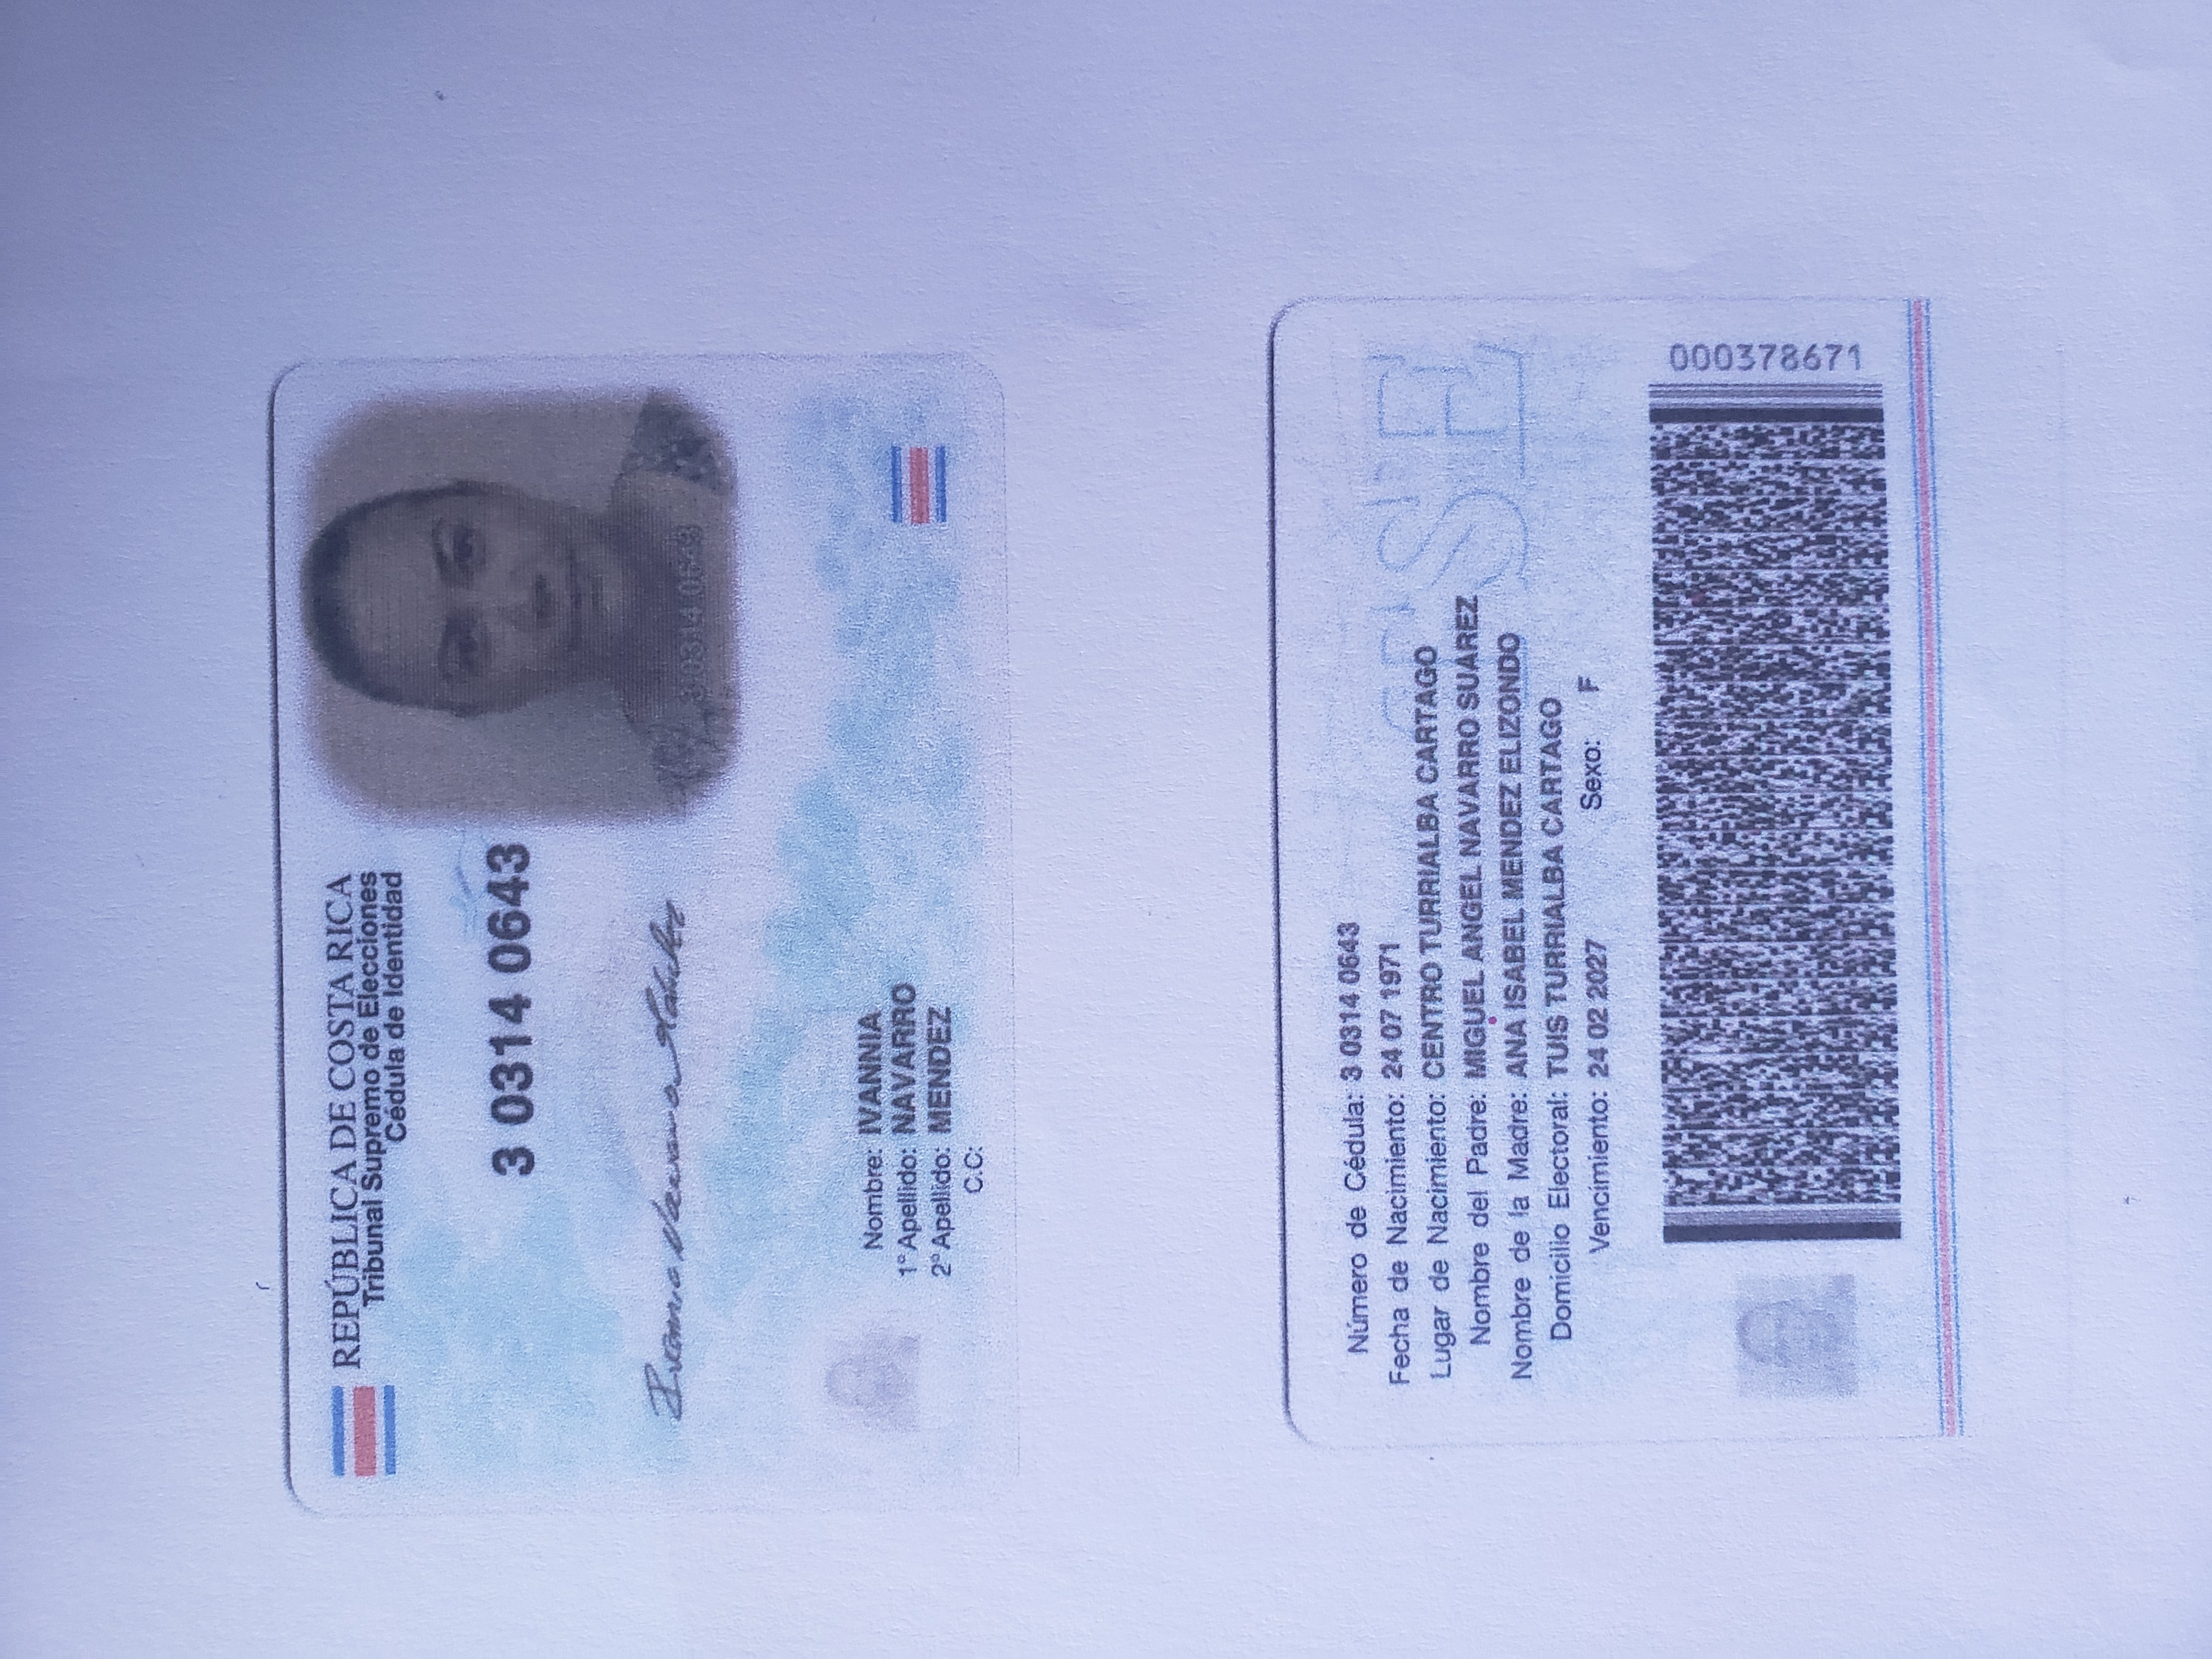 REPÚBLICA DE COSTA RICA
Tribunal Supremo de Elecciones
Cédula de Identidad
3 0314 0643
Ivannia Navarro Méndez
3 0314 0643
Nombre: IVANNIA
1° Apellido: NAVARRO
2° Apellido: MENDEZ
C.C:
Número de Cédula: 3 0314 0643
Fecha de Nacimiento: 24 07 1971
Lugar de Nacimiento: CENTRO TURRIALBA CARTAGO
Nombre del Padre: MIGUEL ANGEL NAVARRO SUAREZ
Nombre de la Madre: ANA ISABEL MENDEZ ELIZONDO
Domicilio Electoral: TUIS TURRIALBA CARTAGO
Vencimiento: 24 02 2027 Sexo: F
TSE
000378671